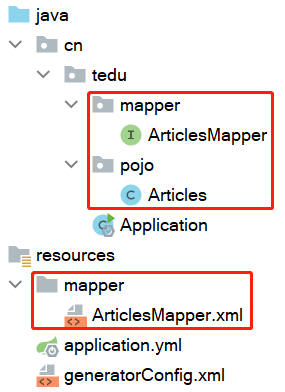 java
cn
tedu
mapper
I ArticlesMapper
pojo
C Articles
Application
resources
mapper
ArticlesMapper.xml
application.yml
generatorConfig.xml